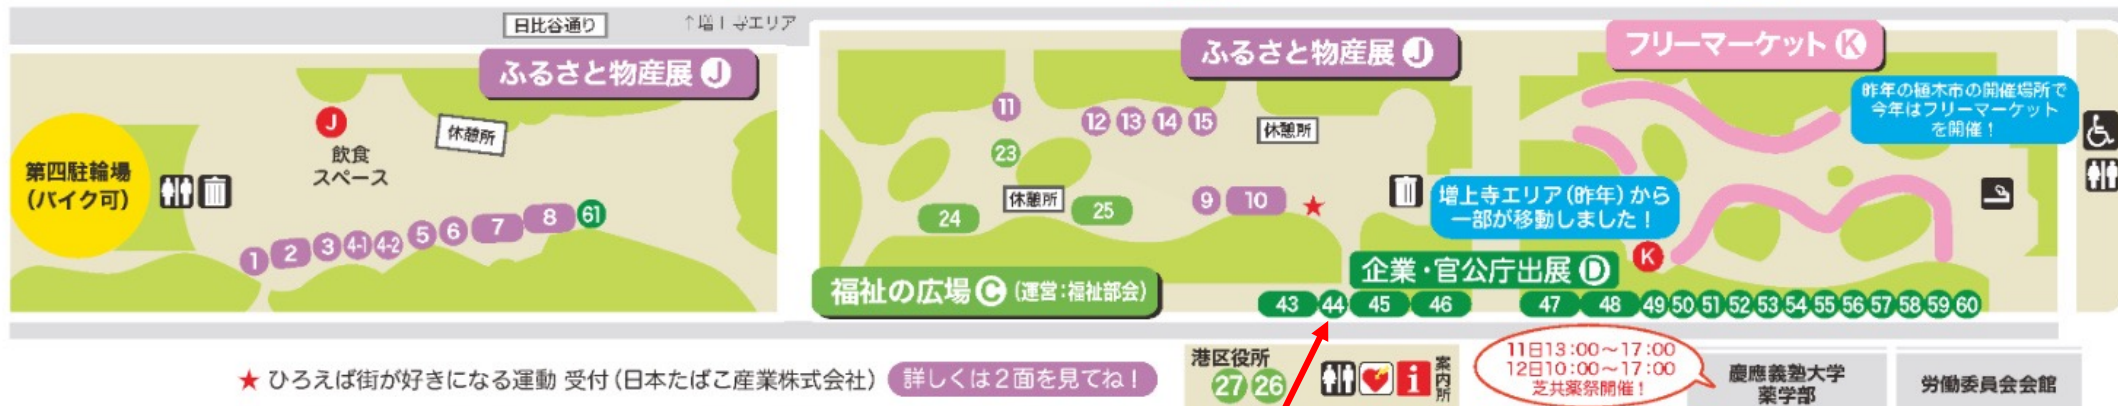 日比谷通り
↑増上寺エリア
ふるさと物産展 J
ふるさと物産展 J
フリーマーケット K
昨年の植木市の開催場所で
今年はフリーマーケット
を開催！
第四駐輪場
（バイク可）
J
飲食
スペース
休憩所
1 2 3 4-1 4-2 5 6 7 8 61
11
12 13 14 15
休憩所
23
休憩所
24
25
9 10 ★
増上寺エリア（昨年）から
一部が移動しました！
K
福祉の広場 C （運営：福祉部会）
企業・官公庁出展 D
43 44 45 46
47 48 49 50 51 52 53 54 55 56 57 58 59 60
★ ひろえば街が好きになる運動 受付（日本たばこ産業株式会社）
詳しくは２面を見てね！
港区役所
27 26
i
案内所
11日13:00～17:00
12日10:00～17:00
芝共薬祭開催！
慶應義塾大学
薬学部
労働委員会会館